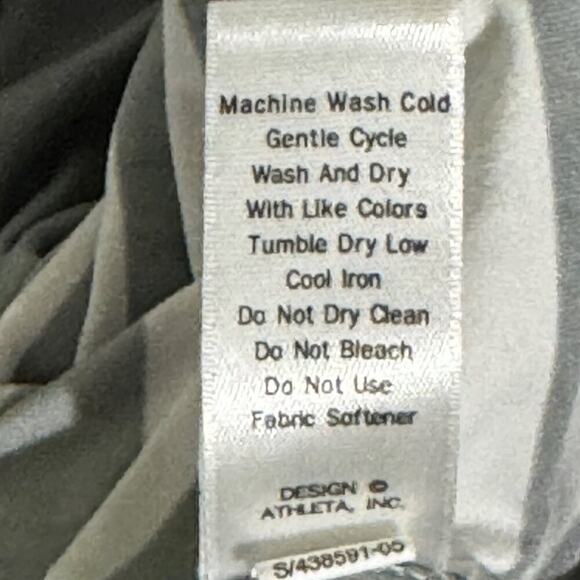 Machine Wash Cold
Gentle Cycle
Wash And Dry
With Like Colors
Tumble Dry Low
Cool Iron
Do Not Dry Clean
Do Not Bleach
Do Not Use
Fabric Softener
DESIGN ©
ATHLETA, INC.
S/438591-05